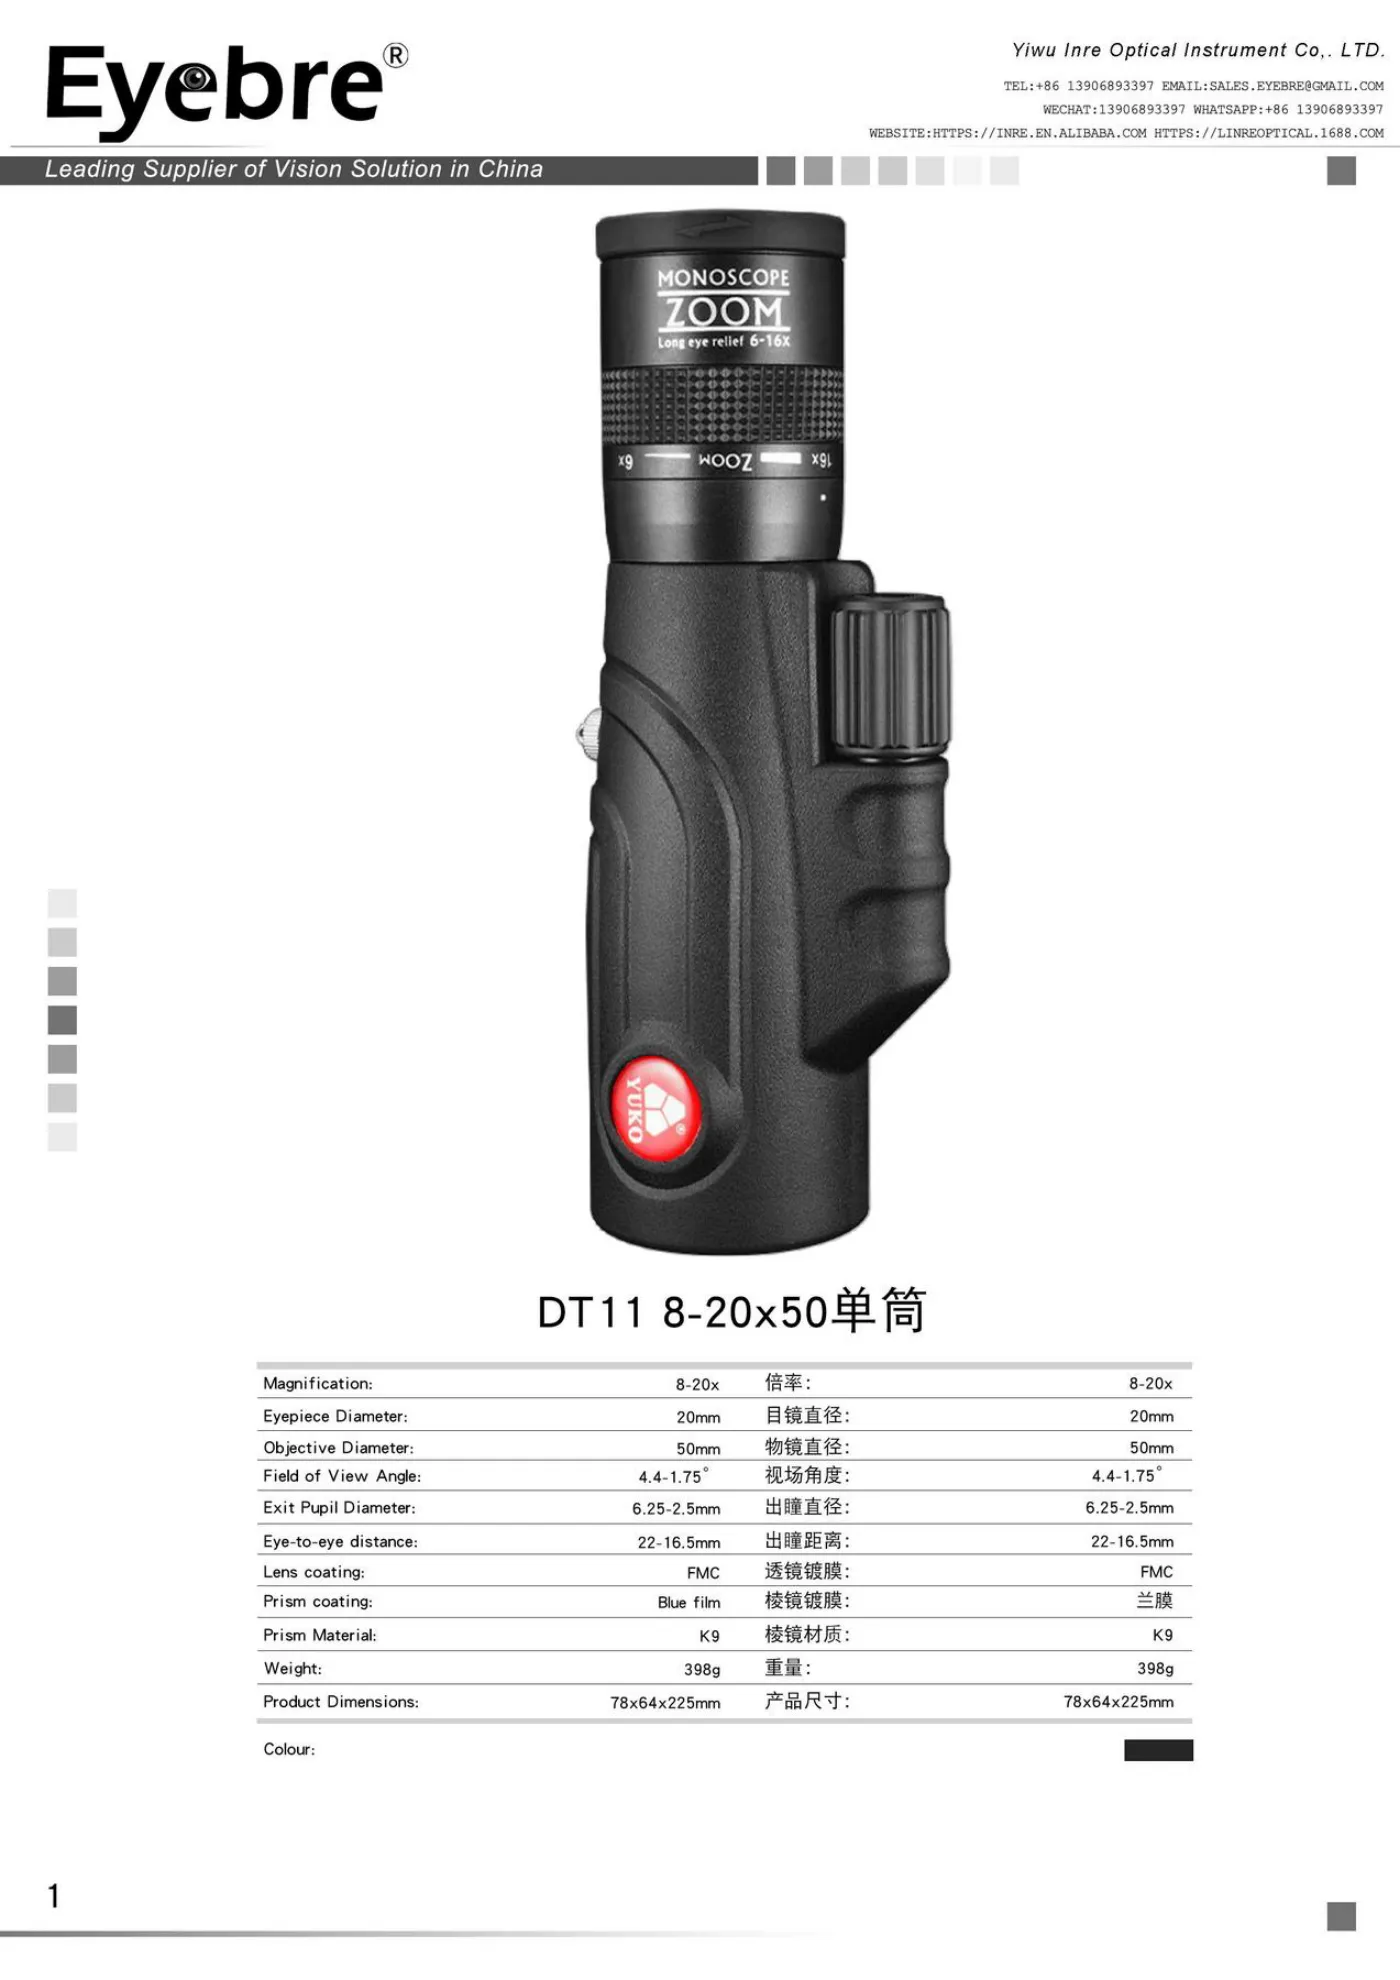 Eyebre®
Yiwu Inre Optical Instrument Co,. LTD.
TEL:+86 13906893397 EMAIL:SALES.EYEBRE@GMAIL.COM
WECHAT:13906893397 WHATSAPP:+86 13906893397
WEBSITE:HTTPS://INRE.EN.ALIBABA.COM HTTPS://LINREOPTICAL.1688.COM
Leading Supplier of Vision Solution in China
MONOSCOPE
ZOOM
Long eye relief 6-16x
6x ZOOM 16x
YUKO®
DT11 8-20x50单筒
Magnification: 8-20x 倍率: 8-20x
Eyepiece Diameter: 20mm 目镜直径: 20mm
Objective Diameter: 50mm 物镜直径: 50mm
Field of View Angle: 4.4-1.75° 视场角度: 4.4-1.75°
Exit Pupil Diameter: 6.25-2.5mm 出瞳直径: 6.25-2.5mm
Eye-to-eye distance: 22-16.5mm 出瞳距离: 22-16.5mm
Lens coating: FMC 透镜镀膜: FMC
Prism coating: Blue film 棱镜镀膜: 兰膜
Prism Material: K9 棱镜材质: K9
Weight: 398g 重量: 398g
Product Dimensions: 78x64x225mm 产品尺寸: 78x64x225mm
Colour:
1